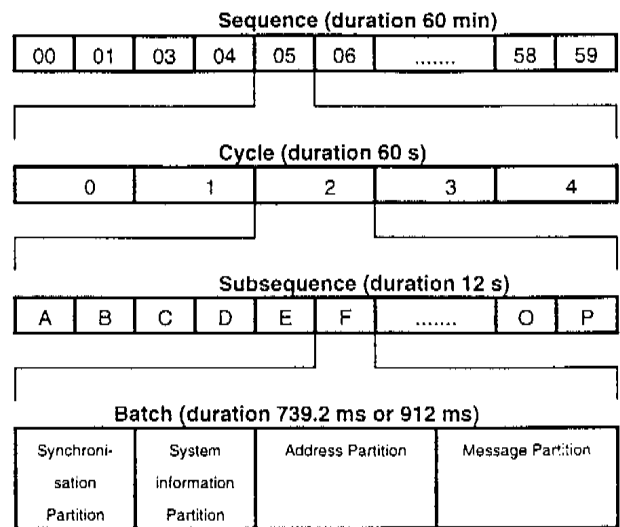 Sequence (duration 60 min)
00 01 03 04 05 06 ....... 58 59
Cycle (duration 60 s)
0 1 2 3 4
Subsequence (duration 12 s)
A B C D E F ....... O P
Batch (duration 739.2 ms or 912 ms)
Synchroni- System Address Partition Message Partition
sation information
Partition Partition